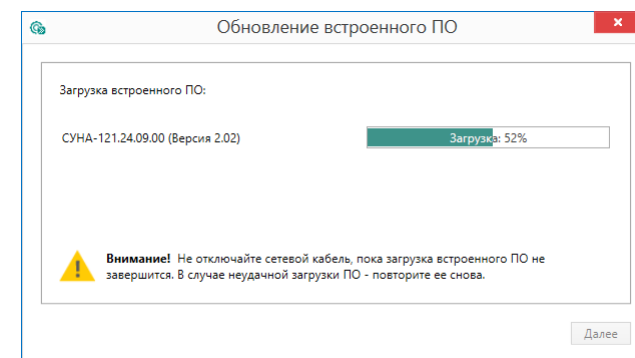 Обновление встроенного ПО
Загрузка встроенного ПО:
СУНА-121.24.09.00 (Версия 2.02)
Загрузка: 52%
Внимание! Не отключайте сетевой кабель, пока загрузка встроенного ПО не
завершится. В случае неудачной загрузки ПО - повторите ее снова.
Далее